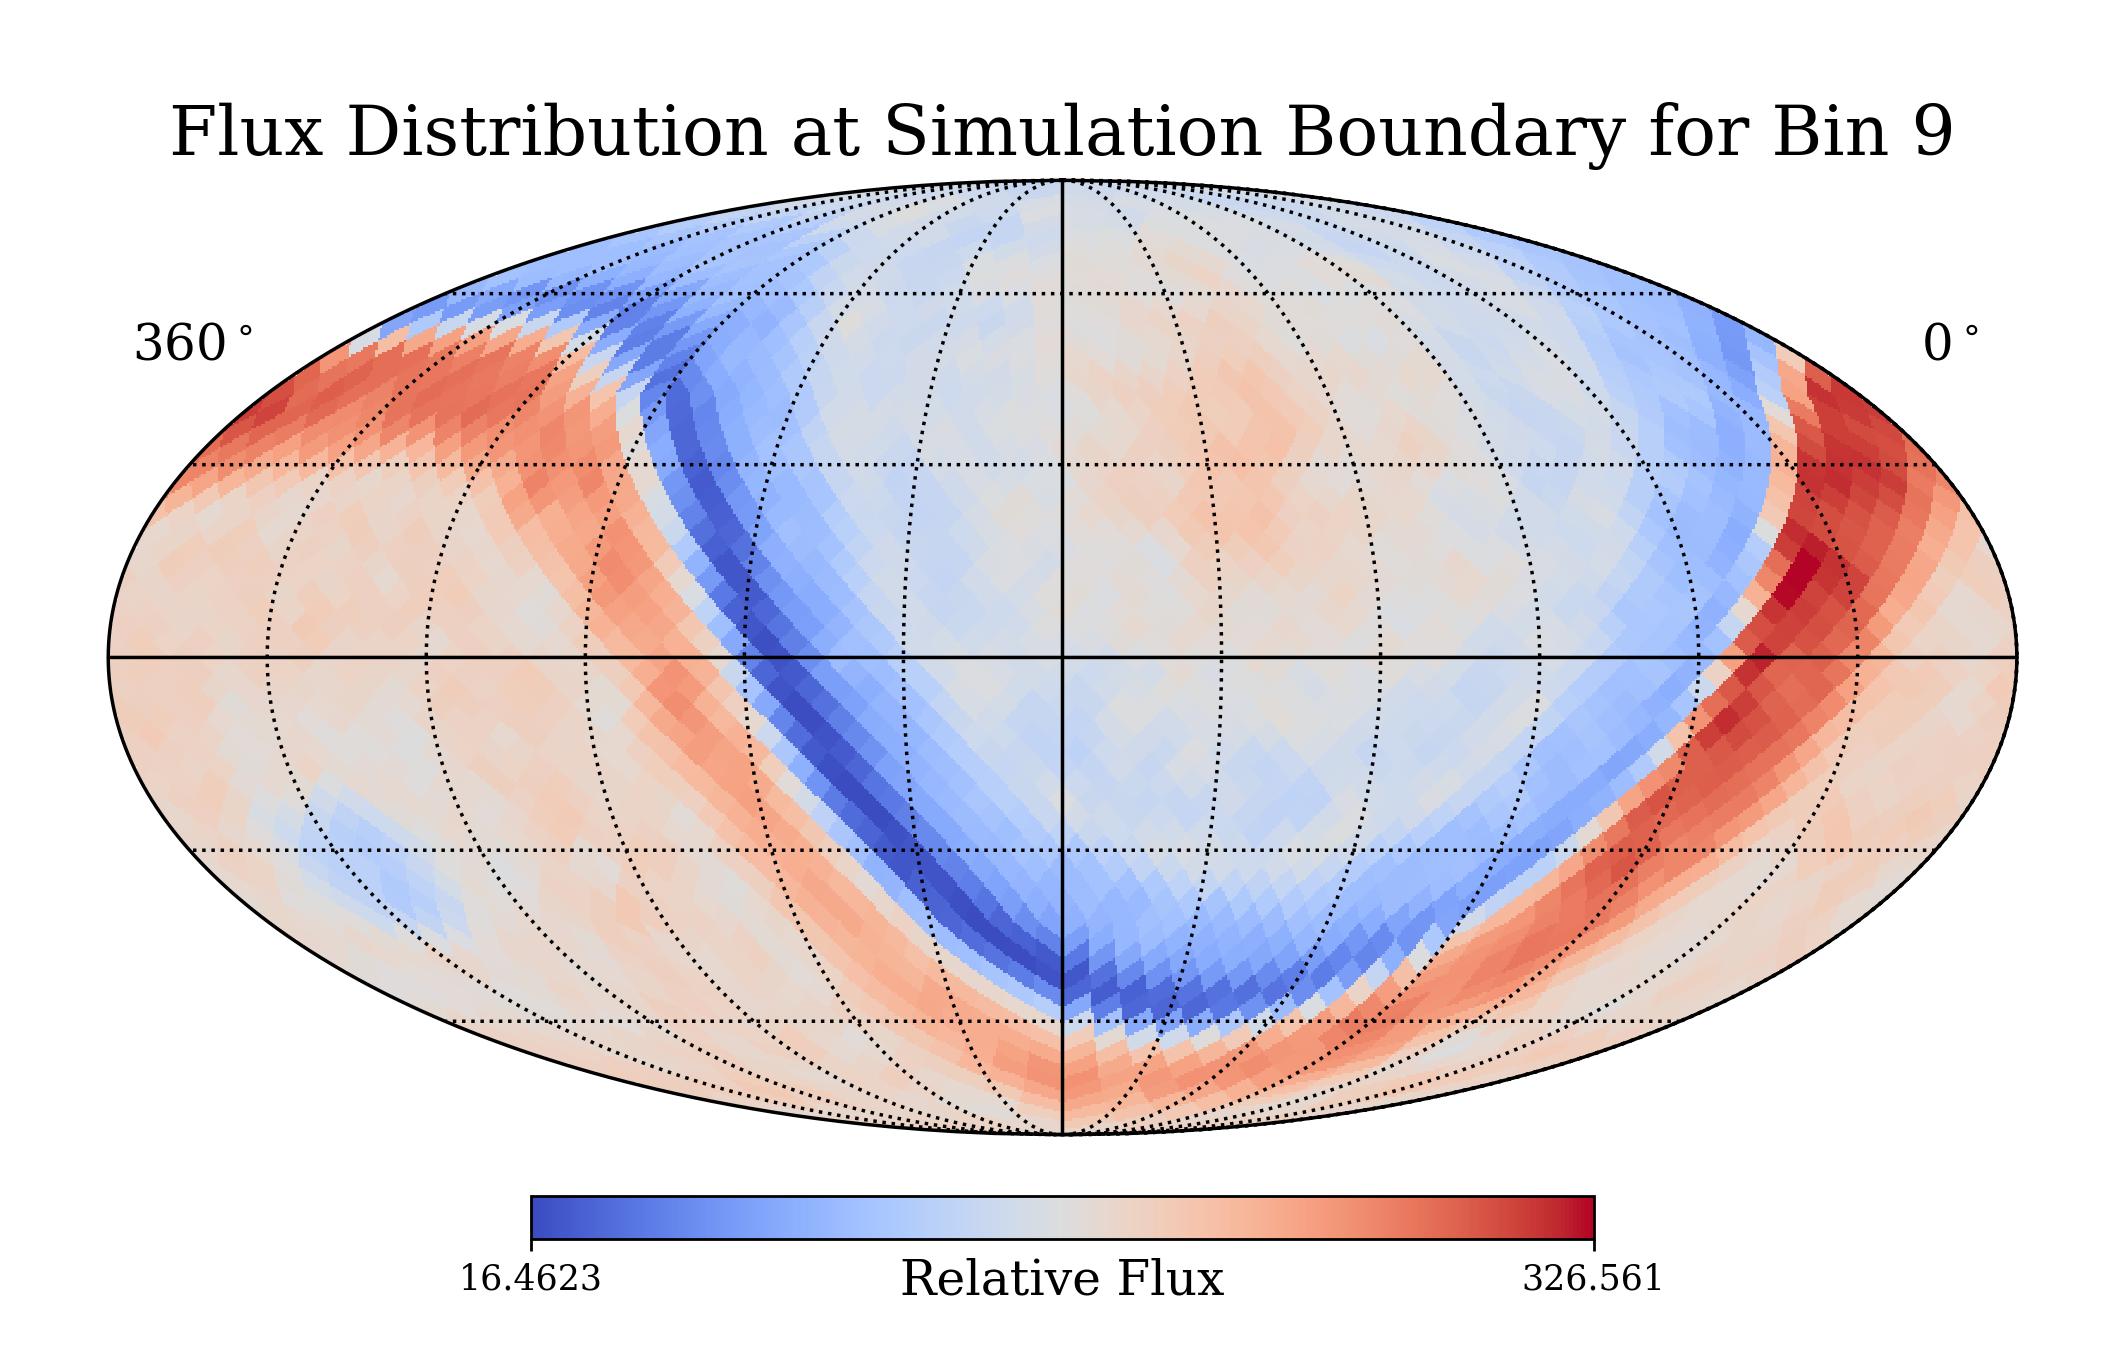 Flux Distribution at Simulation Boundary for Bin 9
360°
0°
16.4623
Relative Flux
326.561